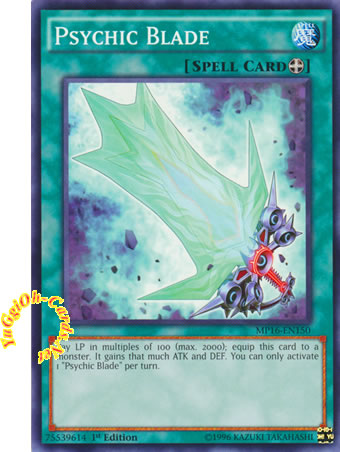 PSYCHIC BLADE
[SPELL CARD]
MP16-EN150
LP in multiples of 100 (max. 2000); equip this card to a
monster. It gains that much ATK and DEF. You can only activate
1 "Psychic Blade" per turn.
75539614 1st Edition ©1996 KAZUKI TAKAHASHI